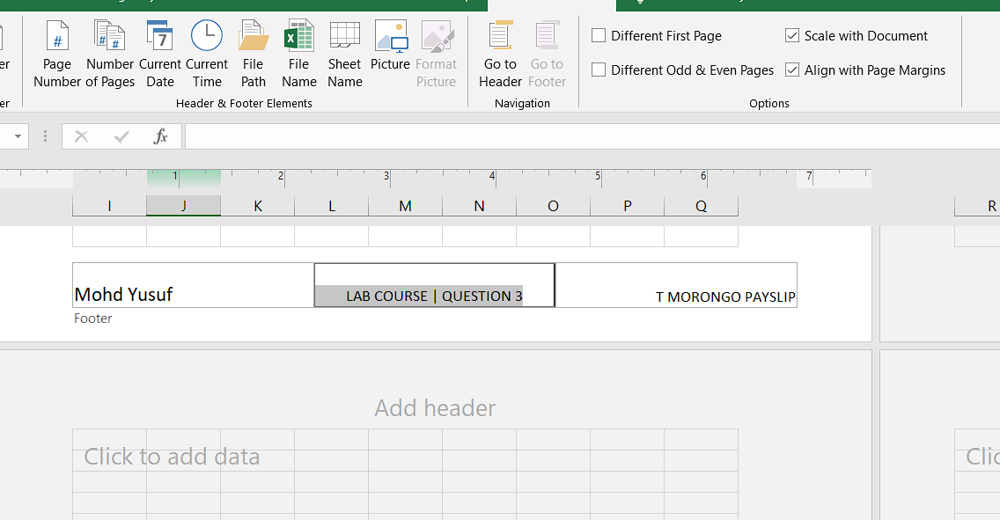 Page Number
Number of Pages
Current Date
Current Time
File Path
File Name
Sheet Name
Picture
Format Picture
Header & Footer Elements
Go to Header
Go to Footer
Navigation
Different First Page
Different Odd & Even Pages
Scale with Document
Align with Page Margins
Options
fx
1 2 3 4 5 6 7
I J K L M N O P Q R
Mohd Yusuf
LAB COURSE | QUESTION 3
T MORONGO PAYSLIP
Footer
Add header
Click to add data